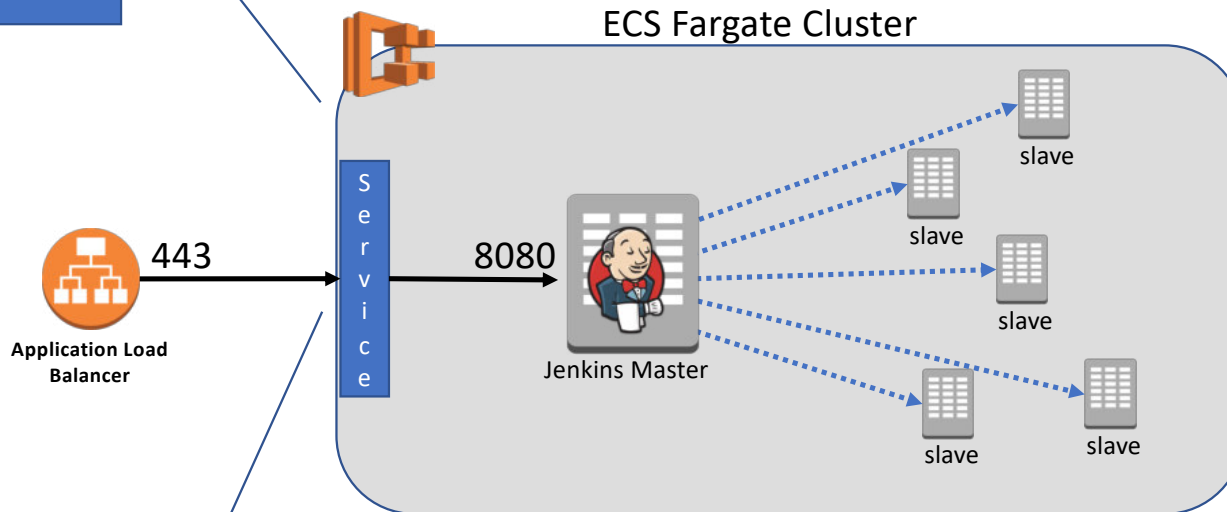 ECS Fargate Cluster
slave
slave
S
e
r
v
i
c
e
443
8080
slave
Application Load
Balancer
Jenkins Master
slave
slave